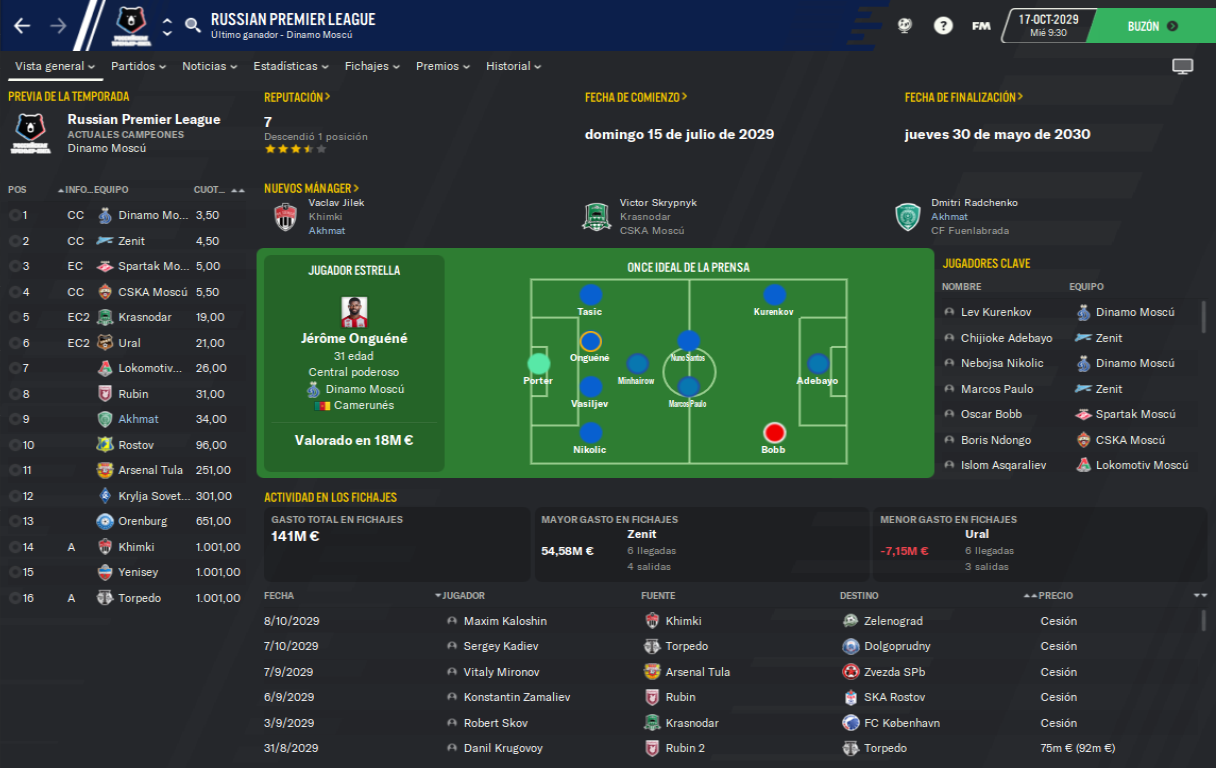 RUSSIAN PREMIER LEAGUE
Último ganador - Dinamo Moscú
?
FM
17-OCT-2029
Mié 9:30
BUZÓN
Vista general Partidos Noticias Estadísticas Fichajes Premios Historial
PREVIA DE LA TEMPORADA
Russian Premier League
ACTUALES CAMPEONES
Dinamo Moscú
REPUTACIÓN
7
Descendió 1 posición
FECHA DE COMIENZO
domingo 15 de julio de 2029
FECHA DE FINALIZACIÓN
jueves 30 de mayo de 2030
POS INFO... EQUIPO CUOT...
1 CC Dinamo Mo... 3,50
2 CC Zenit 4,50
3 EC Spartak Mo... 5,00
4 CC CSKA Moscú 5,50
5 EC2 Krasnodar 19,00
6 EC2 Ural 21,00
7 Lokomotiv... 26,00
8 Rubin 31,00
9 Akhmat 34,00
10 Rostov 96,00
11 Arsenal Tula 251,00
12 Krylja Sovet... 301,00
13 Orenburg 651,00
14 A Khimki 1.001,00
15 Yenisey 1.001,00
16 A Torpedo 1.001,00
NUEVOS MÁNAGER
Vaclav Jilek
Khimki
Akhmat
Victor Skrypnyk
Krasnodar
CSKA Moscú
Dmitri Radchenko
Akhmat
CF Fuenlabrada
JUGADOR ESTRELLA
Jérôme Onguéné
31 edad
Central poderoso
Dinamo Moscú
Camerunés
Valorado en 18M €
ONCE IDEAL DE LA PRENSA
Tasic
Kurenkov
Onguéné
Nuno Santos
Porter
Minhairow
Adebayo
Vasiljev
Marcos Paulo
Nikolic
Bobb
JUGADORES CLAVE
NOMBRE EQUIPO
Lev Kurenkov Dinamo Moscú
Chijioke Adebayo Zenit
Nebojsa Nikolic Dinamo Moscú
Marcos Paulo Zenit
Oscar Bobb Spartak Moscú
Boris Ndongo CSKA Moscú
Islom Asqaraliev Lokomotiv Moscú
ACTIVIDAD EN LOS FICHAJES
GASTO TOTAL EN FICHAJES
141M €
MAYOR GASTO EN FICHAJES
Zenit
54,58M € 6 llegadas
4 salidas
MENOR GASTO EN FICHAJES
Ural
-7,15M € 6 llegadas
3 salidas
FECHA JUGADOR FUENTE DESTINO PRECIO
8/10/2029 Maxim Kaloshin Khimki Zelenograd Cesión
7/10/2029 Sergey Kadiev Torpedo Dolgoprudny Cesión
7/9/2029 Vitaly Mironov Arsenal Tula Zvezda SPb Cesión
6/9/2029 Konstantin Zamaliev Rubin SKA Rostov Cesión
3/9/2029 Robert Skov Krasnodar FC København Cesión
31/8/2029 Danil Krugovoy Rubin 2 Torpedo 75m € (92m €)